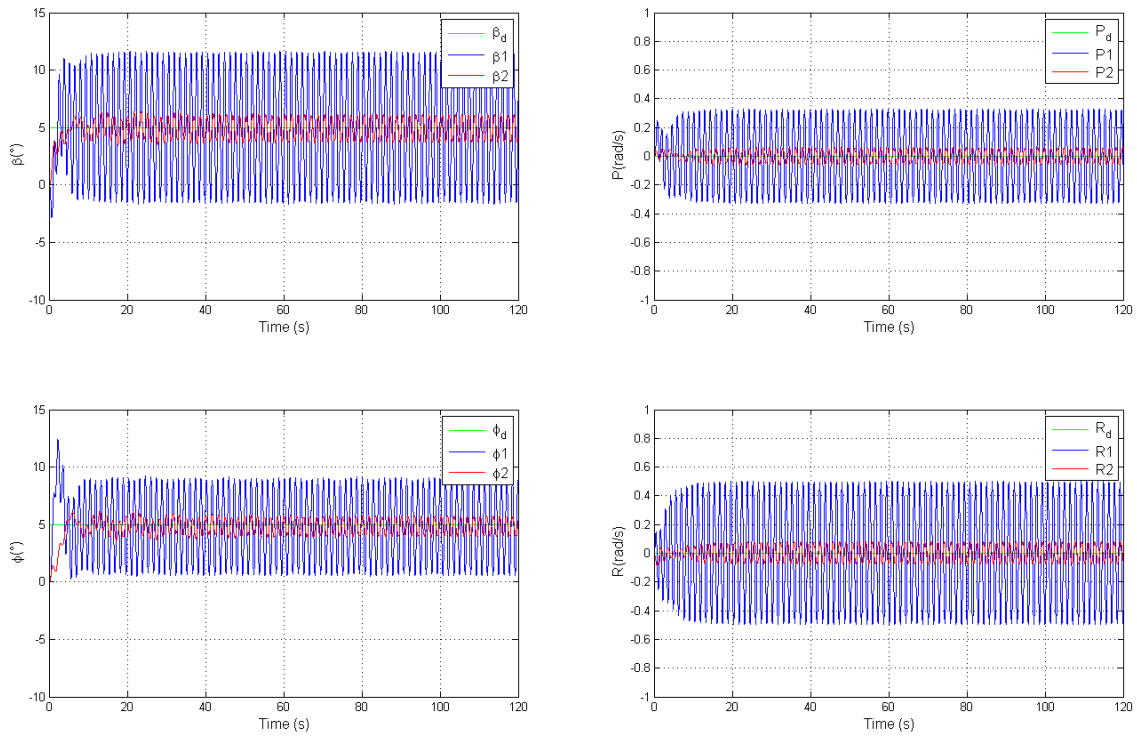 15
10
5
0
-5
-10
β(°)
0 20 40 60 80 100 120
Time (s)
β_d
β1
β2
1
0.8
0.6
0.4
0.2
0
-0.2
-0.4
-0.6
-0.8
-1
P(rad/s)
0 20 40 60 80 100 120
Time (s)
P_d
P1
P2
15
10
5
0
-5
-10
ϕ(°)
0 20 40 60 80 100 120
Time (s)
ϕ_d
ϕ1
ϕ2
1
0.8
0.6
0.4
0.2
0
-0.2
-0.4
-0.6
-0.8
-1
R(rad/s)
0 20 40 60 80 100 120
Time (s)
R_d
R1
R2